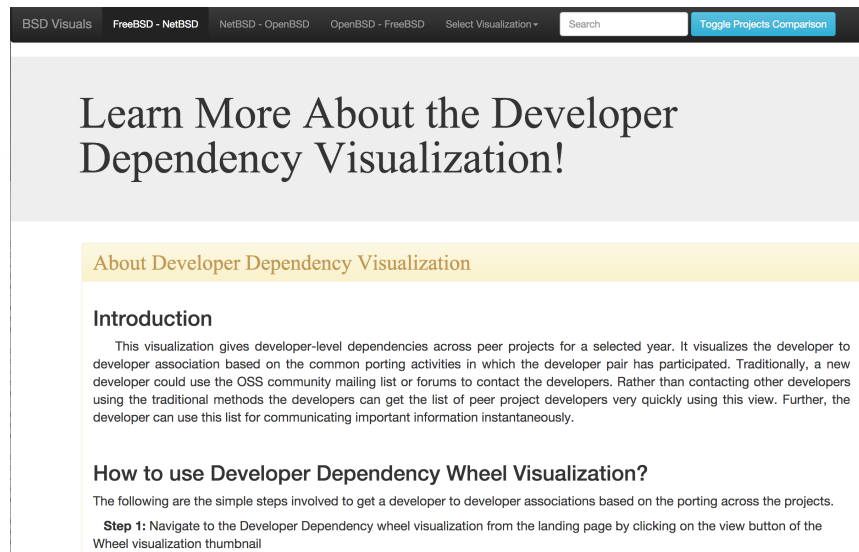 BSD Visuals FreeBSD - NetBSD NetBSD - OpenBSD OpenBSD - FreeBSD Select Visualization Search Toggle Projects Comparison
Learn More About the Developer
Dependency Visualization!
About Developer Dependency Visualization
Introduction
This visualization gives developer-level dependencies across peer projects for a selected year. It visualizes the developer to
developer association based on the common porting activities in which the developer pair has participated. Traditionally, a new
developer could use the OSS community mailing list or forums to contact the developers. Rather than contacting other developers
using the traditional methods the developers can get the list of peer project developers very quickly using this view. Further, the
developer can use this list for communicating important information instantaneously.
How to use Developer Dependency Wheel Visualization?
The following are the simple steps involved to get a developer to developer associations based on the porting across the projects.
Step 1: Navigate to the Developer Dependency wheel visualization from the landing page by clicking on the view button of the
Wheel visualization thumbnail